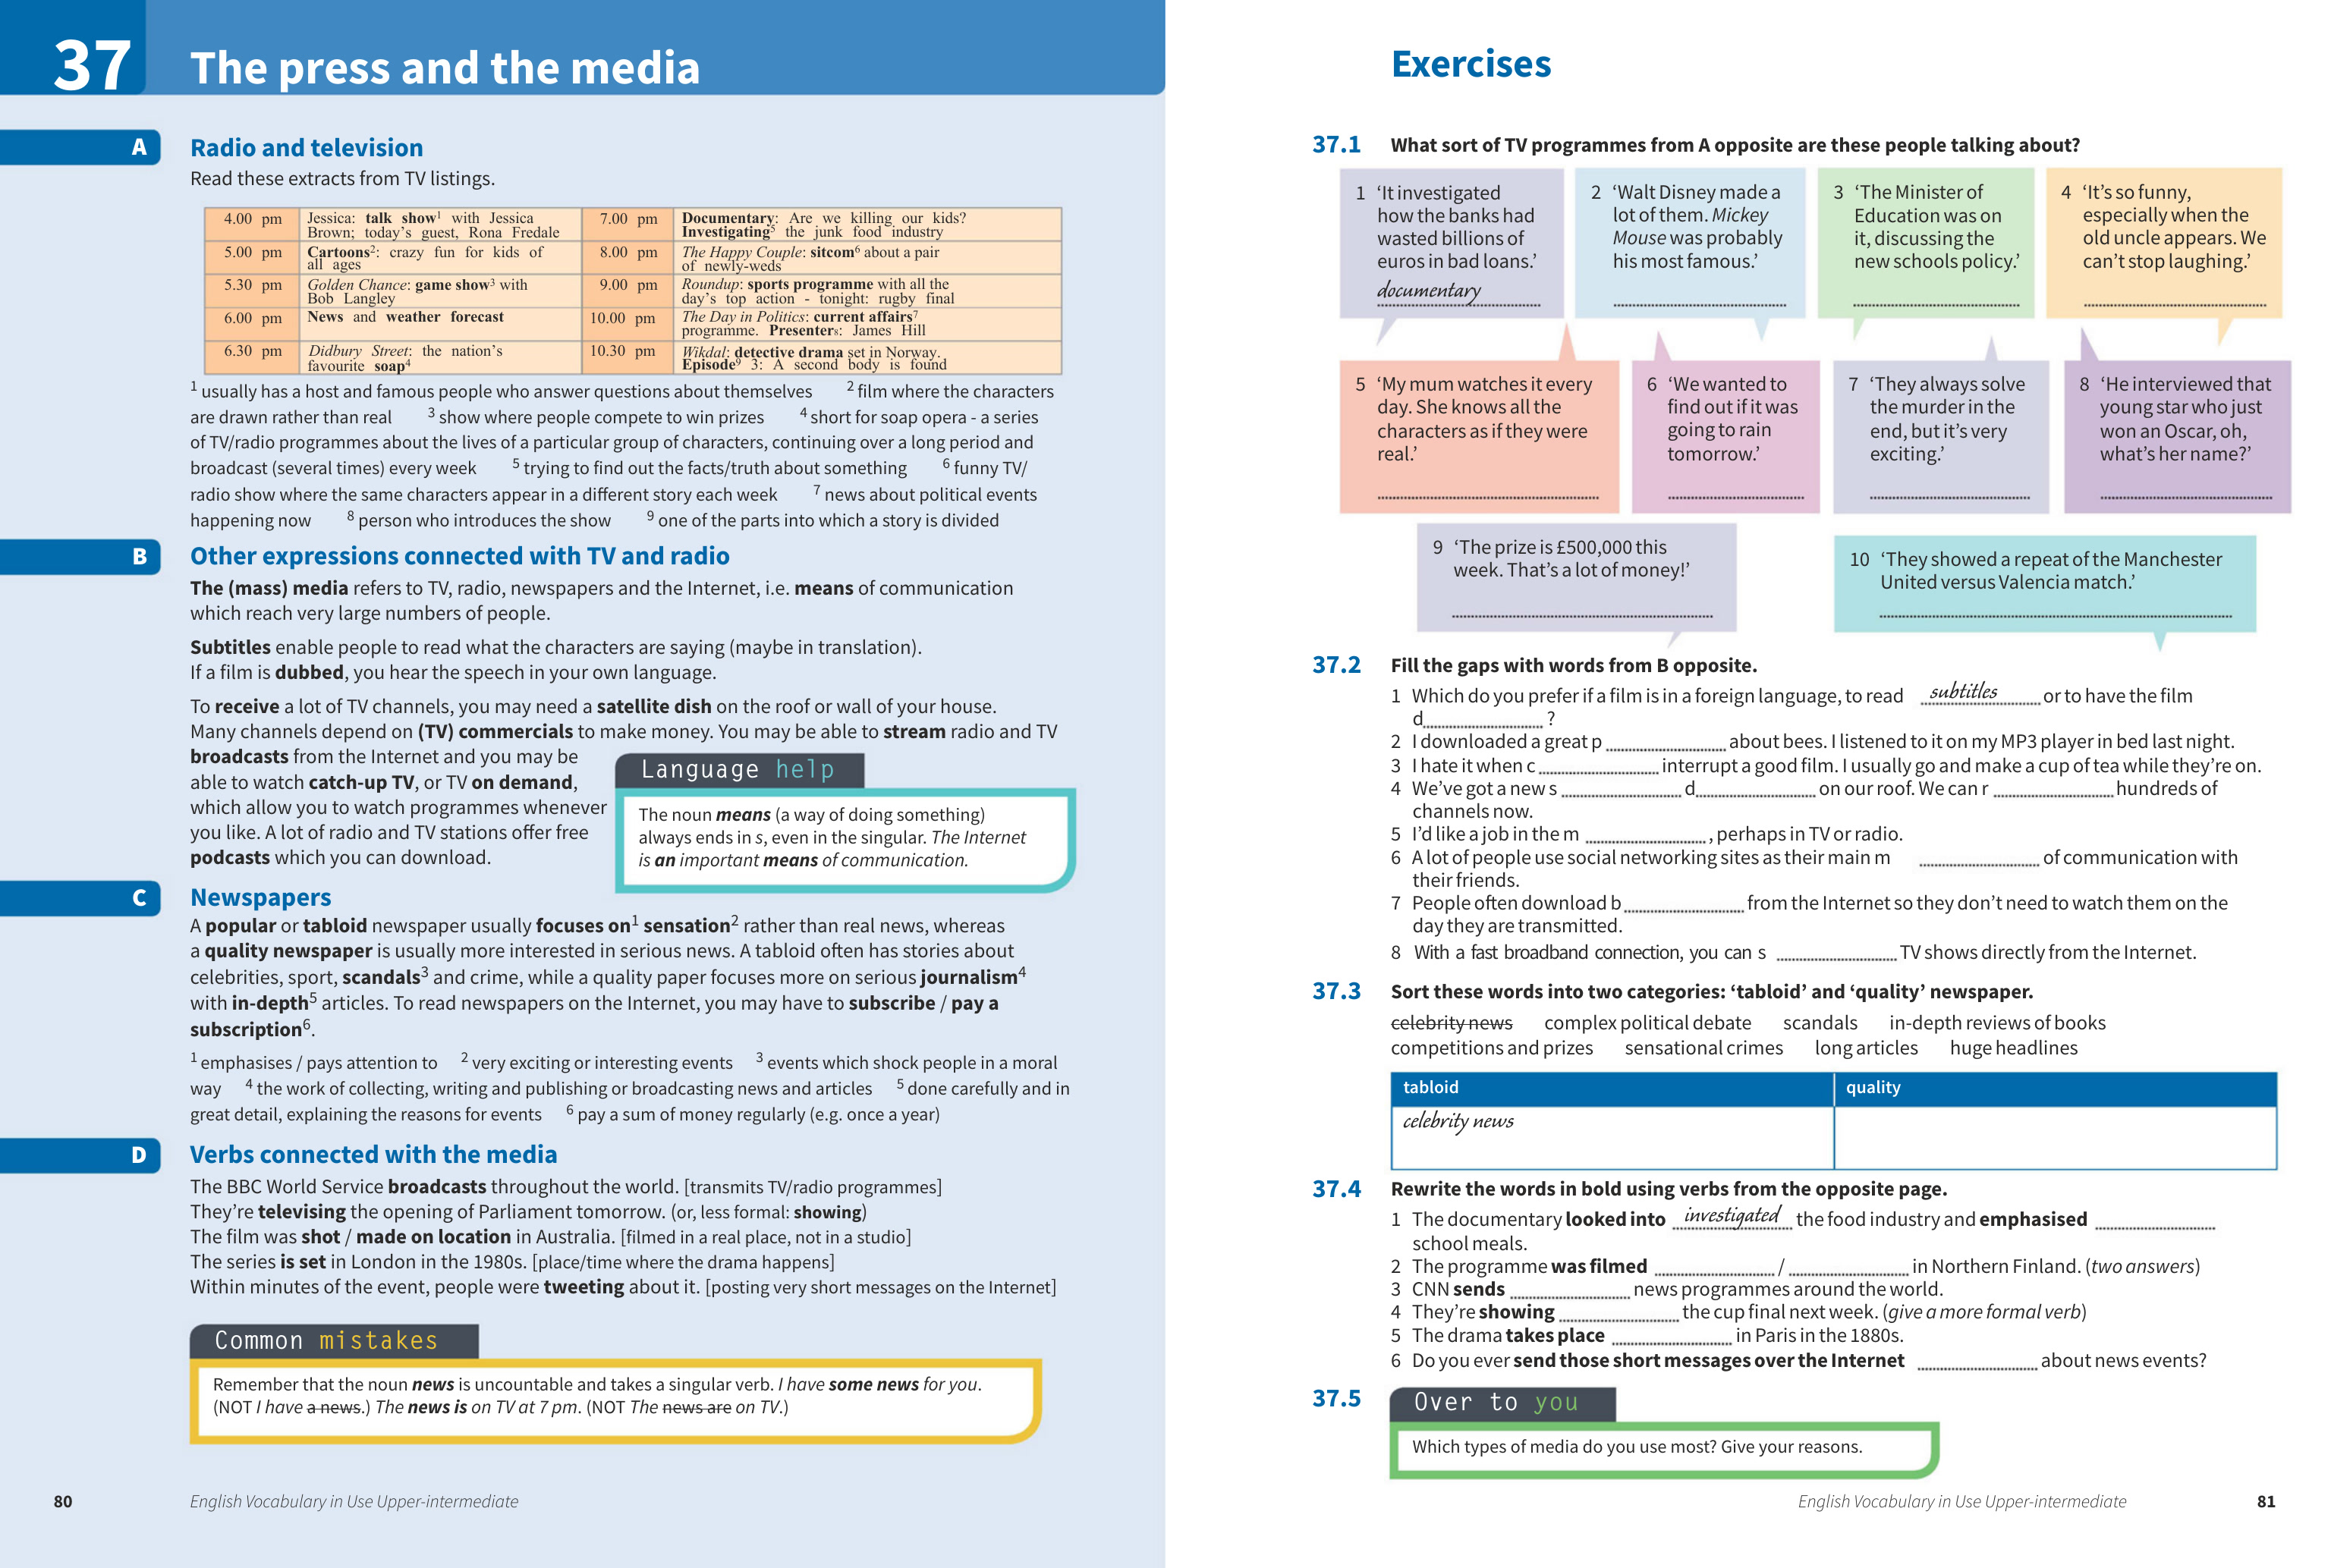 37
The press and the media
A
Radio and television
Read these extracts from TV listings.
4.00 pm
Jessica: talk show1 with Jessica
Brown; today's guest, Rona Fredale
5.00 pm
Cartoons2: crazy fun for kids of
all ages
5.30 pm
Golden Chance: game show3 with
Bob Langley
6.00 pm
News and weather forecast
6.30 pm
Didbury Street: the nation's
favourite soap4
7.00 pm
Documentary: Are we killing our kids?
Investigating5 the junk food industry
8.00 pm
The Happy Couple: sitcom6 about a pair
of newly-weds
9.00 pm
Roundup: sports programme with all the
day's top action - tonight: rugby final
10.00 pm
The Day in Politics: current affairs7
programme. Presenter8: James Hill
10.30 pm
Wikdal: detective drama set in Norway.
Episode9 3: A second body is found
1 usually has a host and famous people who answer questions about themselves 2 film where the characters
are drawn rather than real 3 show where people compete to win prizes 4 short for soap opera - a series
of TV/radio programmes about the lives of a particular group of characters, continuing over a long period and
broadcast (several times) every week 5 trying to find out the facts/truth about something 6 funny TV/
radio show where the same characters appear in a different story each week 7 news about political events
happening now 8 person who introduces the show 9 one of the parts into which a story is divided
B
Other expressions connected with TV and radio
The (mass) media refers to TV, radio, newspapers and the Internet, i.e. means of communication
which reach very large numbers of people.
Subtitles enable people to read what the characters are saying (maybe in translation).
If a film is dubbed, you hear the speech in your own language.
To receive a lot of TV channels, you may need a satellite dish on the roof or wall of your house.
Many channels depend on (TV) commercials to make money. You may be able to stream radio and TV
broadcasts from the Internet and you may be
able to watch catch-up TV, or TV on demand,
which allow you to watch programmes whenever
you like. A lot of radio and TV stations offer free
podcasts which you can download.
Language help
The noun means (a way of doing something)
always ends in s, even in the singular. The Internet
is an important means of communication.
C
Newspapers
A popular or tabloid newspaper usually focuses on1 sensation2 rather than real news, whereas
a quality newspaper is usually more interested in serious news. A tabloid often has stories about
celebrities, sport, scandals3 and crime, while a quality paper focuses more on serious journalism4
with in-depth5 articles. To read newspapers on the Internet, you may have to subscribe / pay a
subscription6.
1 emphasises / pays attention to 2 very exciting or interesting events 3 events which shock people in a moral
way 4 the work of collecting, writing and publishing or broadcasting news and articles 5 done carefully and in
great detail, explaining the reasons for events 6 pay a sum of money regularly (e.g. once a year)
D
Verbs connected with the media
The BBC World Service broadcasts throughout the world. [transmits TV/radio programmes]
They're televising the opening of Parliament tomorrow. (or, less formal: showing)
The film was shot / made on location in Australia. [filmed in a real place, not in a studio]
The series is set in London in the 1980s. [place/time where the drama happens]
Within minutes of the event, people were tweeting about it. [posting very short messages on the Internet]
Common mistakes
Remember that the noun news is uncountable and takes a singular verb. I have some news for you.
(NOT I have a news.) The news is on TV at 7 pm. (NOT The news are on TV.)
80
English Vocabulary in Use Upper-intermediate
Exercises
37.1 What sort of TV programmes from A opposite are these people talking about?
1 'It investigated
how the banks had
wasted billions of
euros in bad loans.'
documentary
2 'Walt Disney made a
lot of them. Mickey
Mouse was probably
his most famous.'
3 'The Minister of
Education was on
it, discussing the
new schools policy.'
4 'It's so funny,
especially when the
old uncle appears. We
can't stop laughing.'
5 'My mum watches it every
day. She knows all the
characters as if they were
real.'
6 'We wanted to
find out if it was
going to rain
tomorrow.'
7 'They always solve
the murder in the
end, but it's very
exciting.'
8 'He interviewed that
young star who just
won an Oscar, oh,
what's her name?'
9 'The prize is £500,000 this
week. That's a lot of money!'
10 'They showed a repeat of the Manchester
United versus Valencia match.'
37.2 Fill the gaps with words from B opposite.
1 Which do you prefer if a film is in a foreign language, to read subtitles or to have the film
d.............................. ?
2 I downloaded a great p .............................. about bees. I listened to it on my MP3 player in bed last night.
3 I hate it when c .............................. interrupt a good film. I usually go and make a cup of tea while they're on.
4 We've got a new s .............................. d.............................. on our roof. We can r .............................. hundreds of
channels now.
5 I'd like a job in the m .............................. , perhaps in TV or radio.
6 A lot of people use social networking sites as their main m .............................. of communication with
their friends.
7 People often download b .............................. from the Internet so they don't need to watch them on the
day they are transmitted.
8 With a fast broadband connection, you can s .............................. TV shows directly from the Internet.
37.3 Sort these words into two categories: 'tabloid' and 'quality' newspaper.
celebrity news complex political debate scandals in-depth reviews of books
competitions and prizes sensational crimes long articles huge headlines
tabloid quality
celebrity news
37.4 Rewrite the words in bold using verbs from the opposite page.
1 The documentary looked into investigated the food industry and emphasised ..............................
school meals.
2 The programme was filmed .............................. / .............................. in Northern Finland. (two answers)
3 CNN sends .............................. news programmes around the world.
4 They're showing .............................. the cup final next week. (give a more formal verb)
5 The drama takes place .............................. in Paris in the 1880s.
6 Do you ever send those short messages over the Internet .............................. about news events?
37.5 Over to you
Which types of media do you use most? Give your reasons.
English Vocabulary in Use Upper-intermediate
81